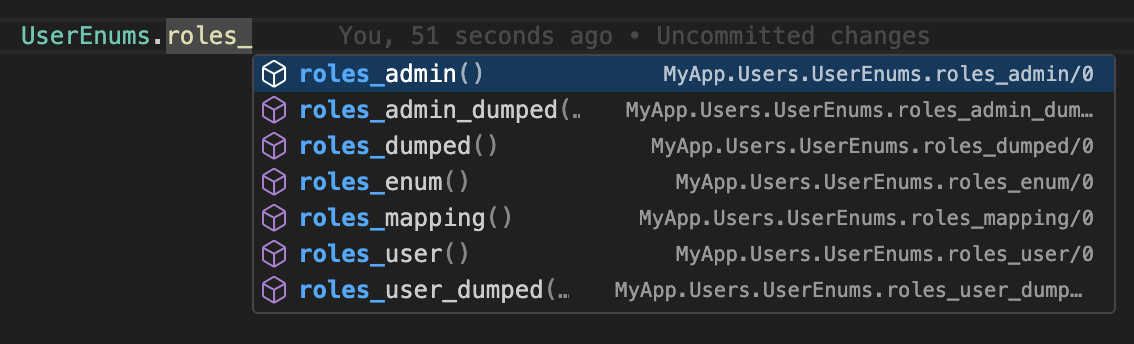 UserEnums.roles_ You, 51 seconds ago • Uncommitted changes
roles_admin() MyApp.Users.UserEnums.roles_admin/0
roles_admin_dumped(… MyApp.Users.UserEnums.roles_admin_dum…
roles_dumped() MyApp.Users.UserEnums.roles_dumped/0
roles_enum() MyApp.Users.UserEnums.roles_enum/0
roles_mapping() MyApp.Users.UserEnums.roles_mapping/0
roles_user() MyApp.Users.UserEnums.roles_user/0
roles_user_dumped(… MyApp.Users.UserEnums.roles_user_dump…